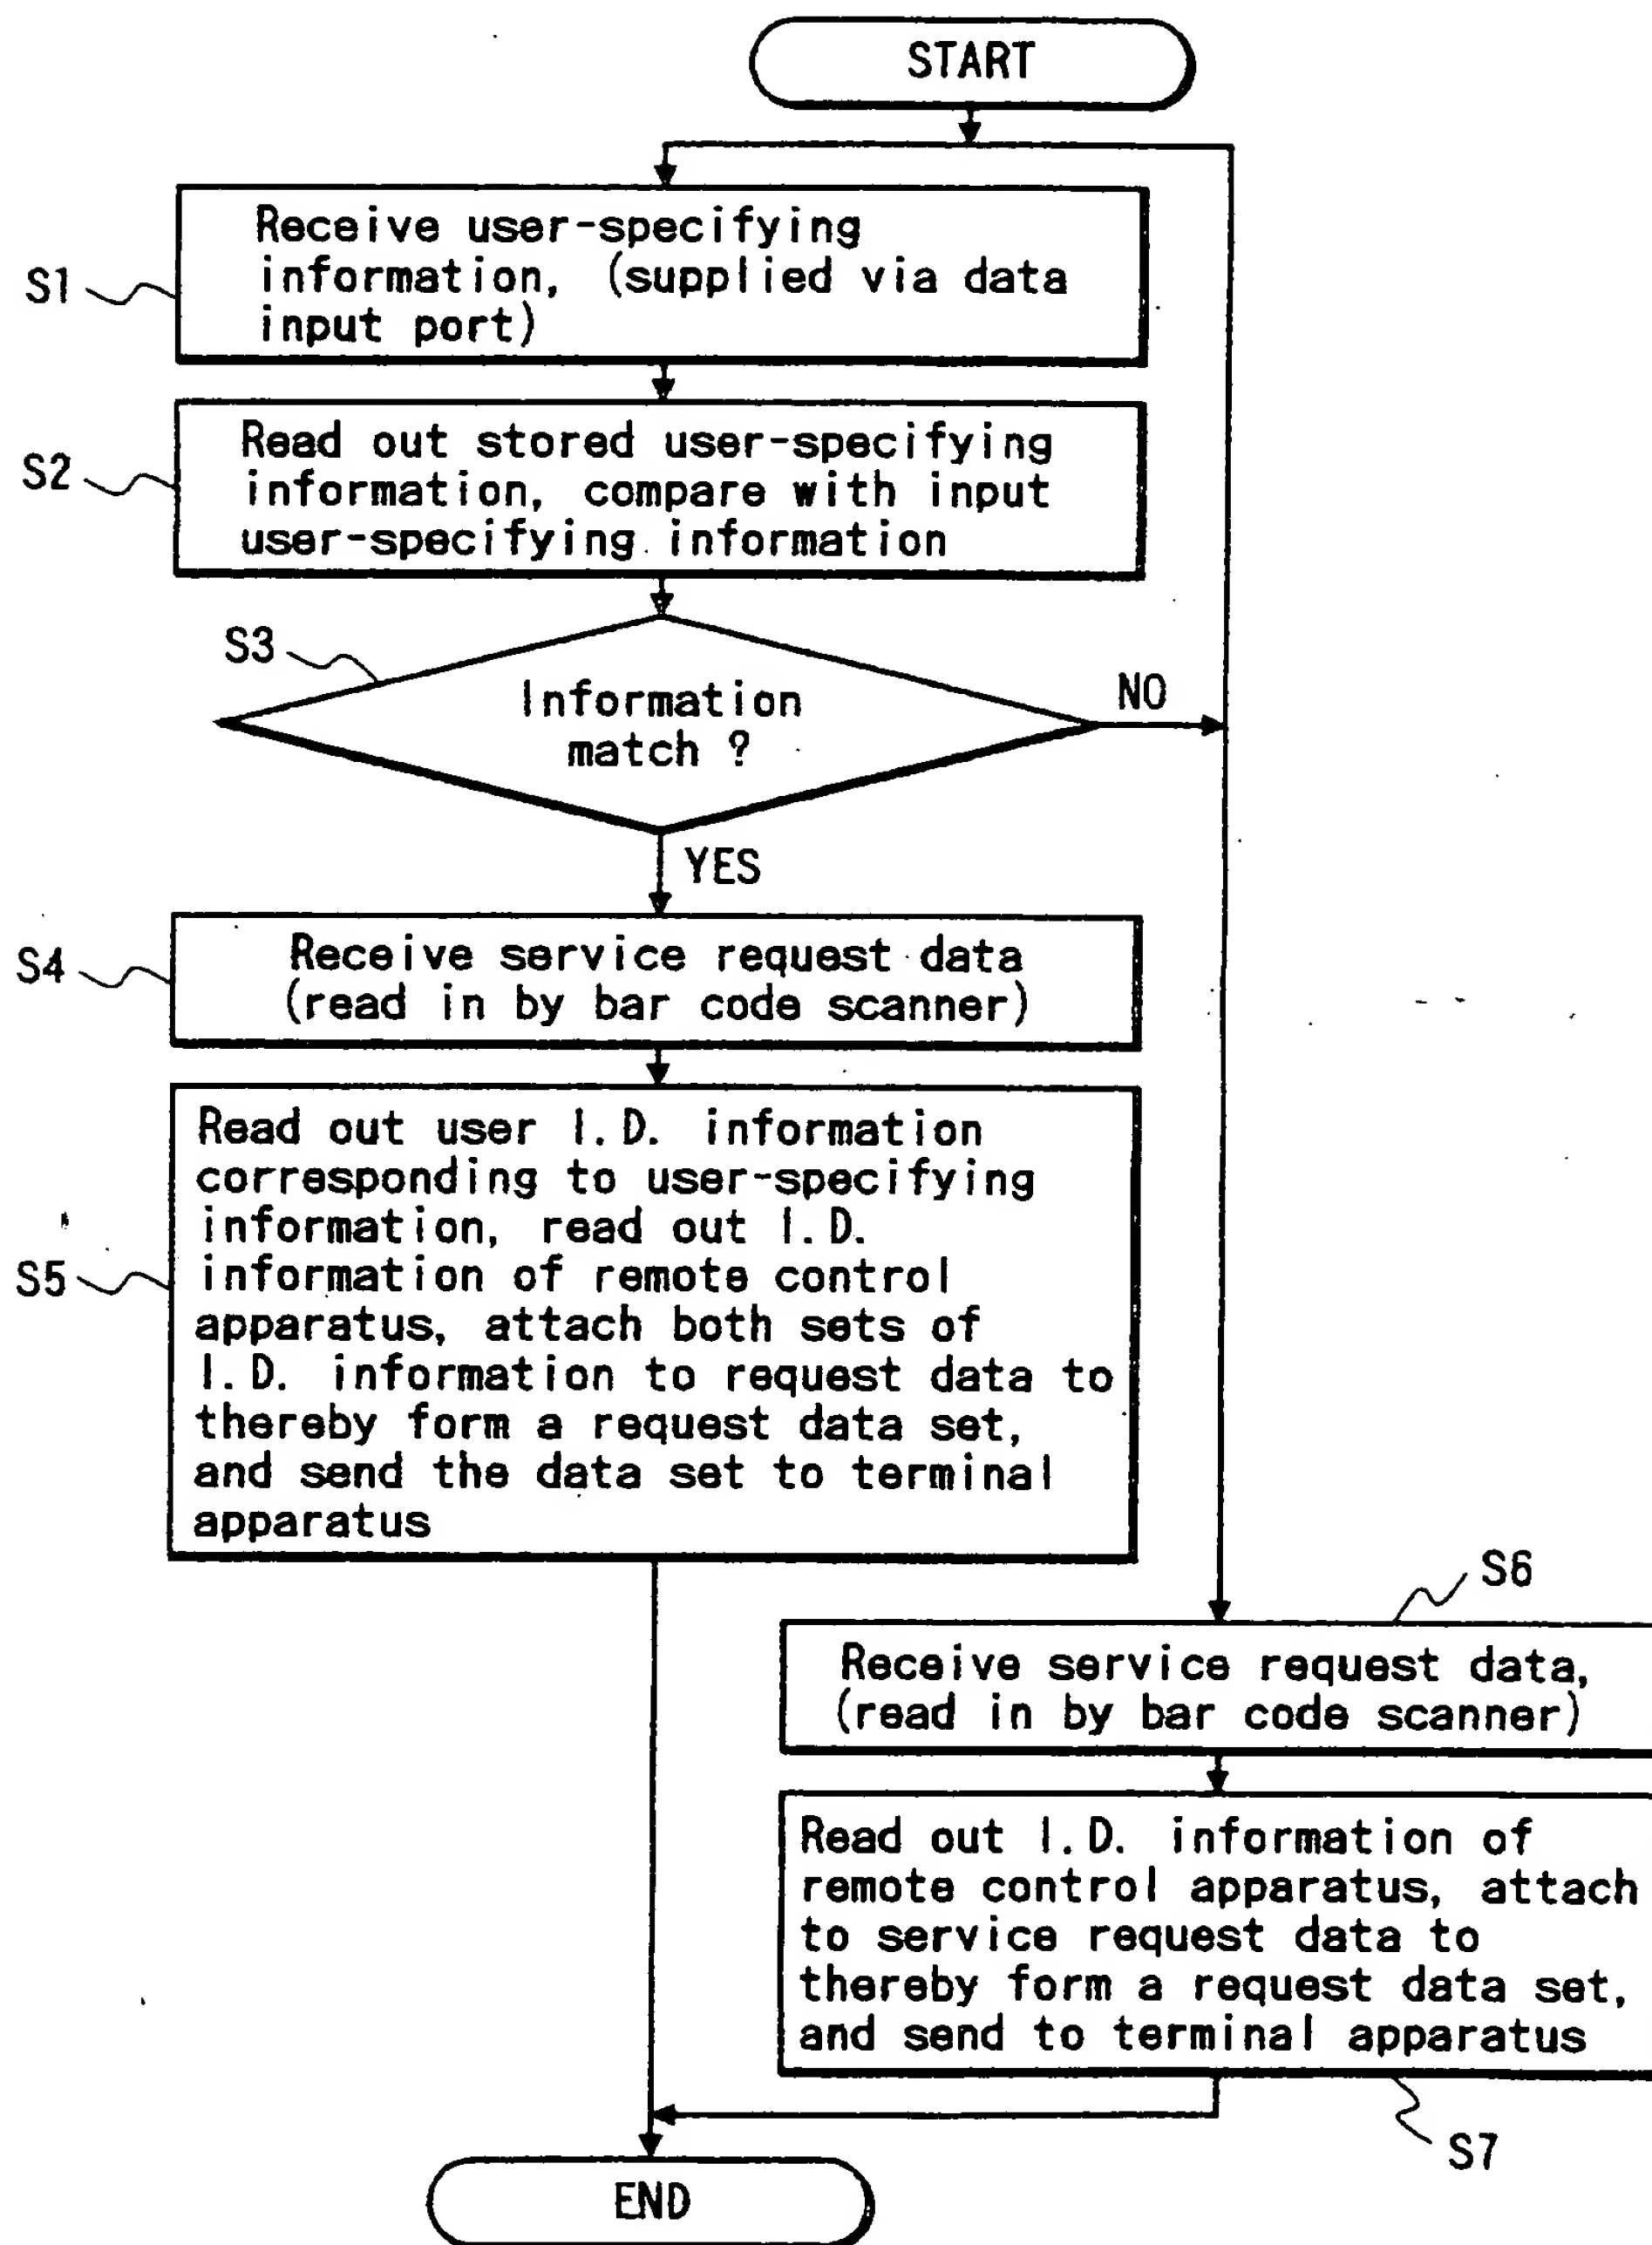 START
S1
Receive user-specifying
information, (supplied via data
input port)
S2
Read out stored user-specifying
information, compare with input
user-specifying information
S3
Information
match ?
NO
YES
S4
Receive service request data
(read in by bar code scanner)
S5
Read out user I.D. information
corresponding to user-specifying
information, read out I.D.
information of remote control
apparatus, attach both sets of
I.D. information to request data to
thereby form a request data set,
and send the data set to terminal
apparatus
S6
Receive service request data,
(read in by bar code scanner)
Read out I.D. information of
remote control apparatus, attach
to service request data to
thereby form a request data set,
and send to terminal apparatus
S7
END